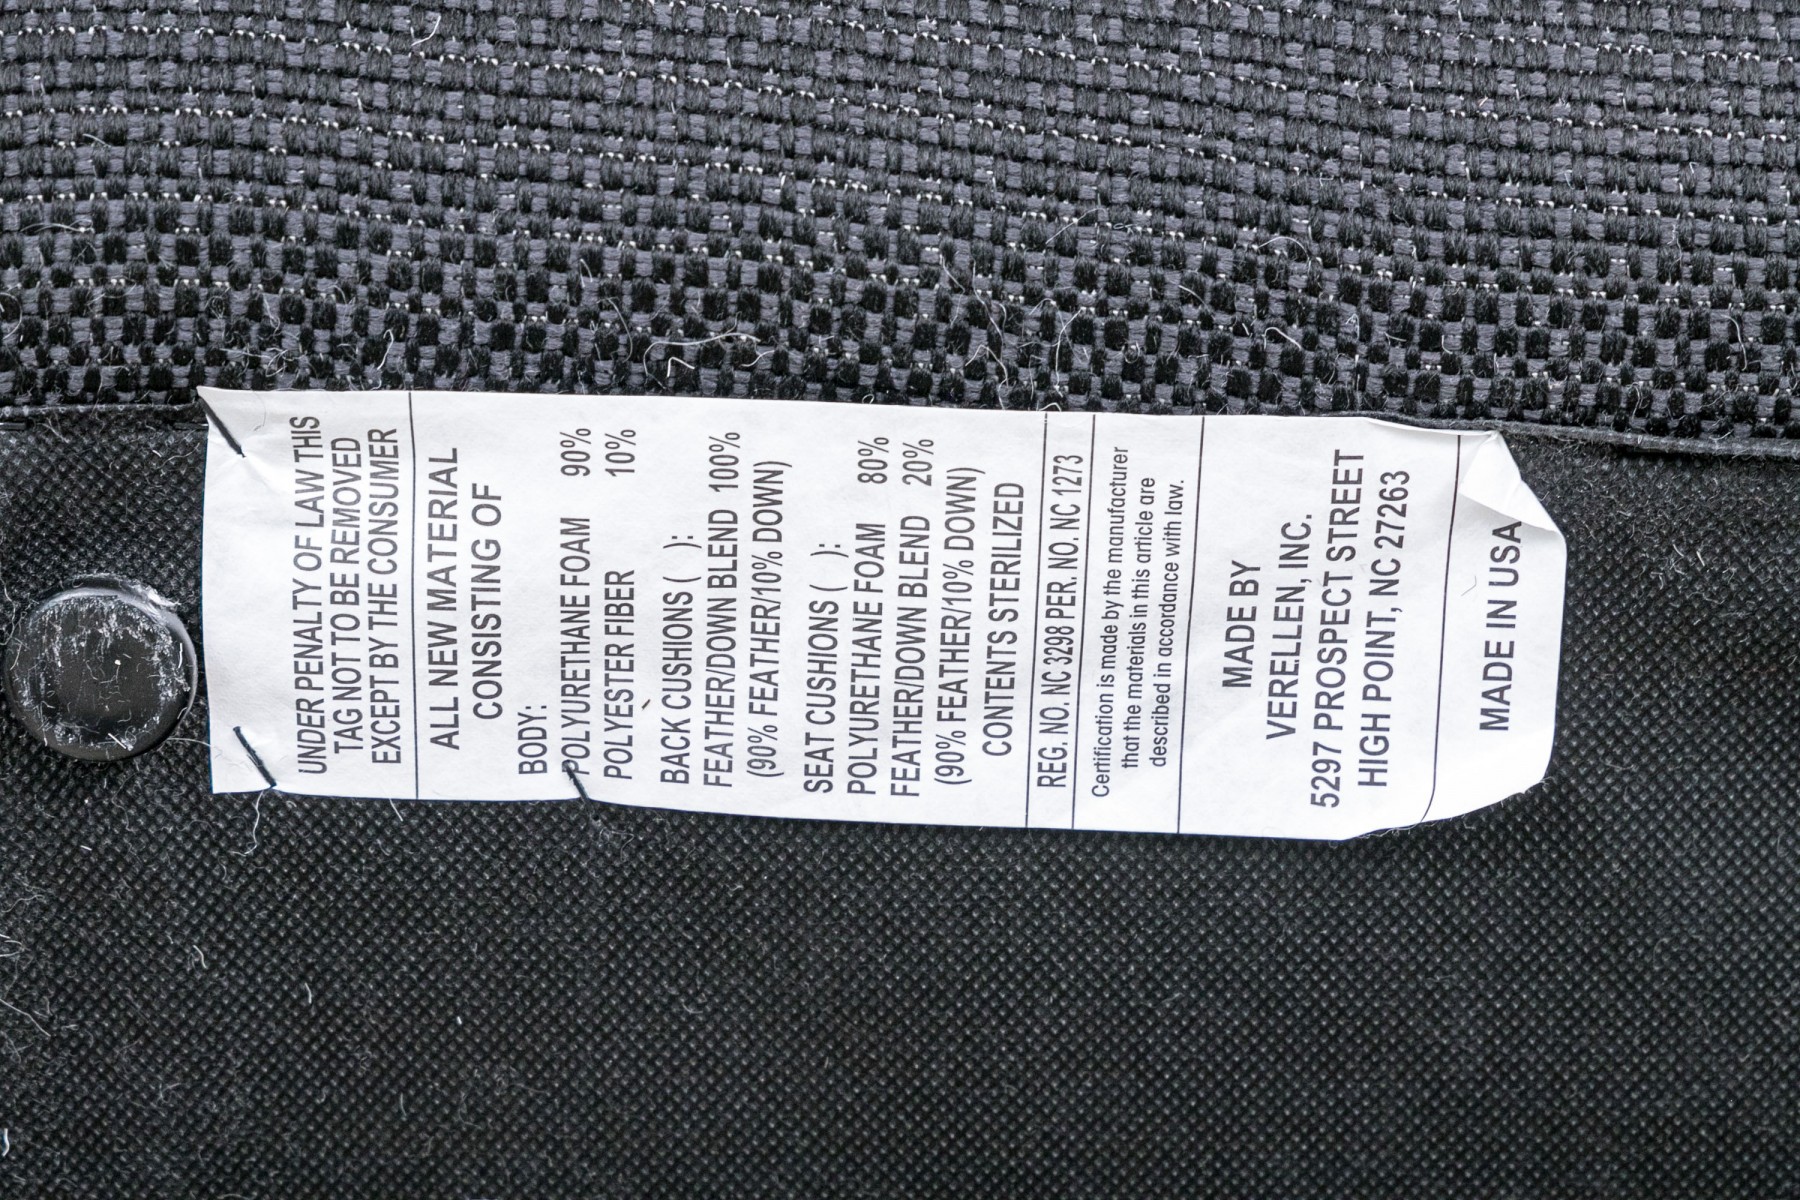 UNDER PENALTY OF LAW THIS
TAG NOT TO BE REMOVED
EXCEPT BY THE CONSUMER
ALL NEW MATERIAL
CONSISTING OF
BODY:
POLYURETHANE FOAM 90%
POLYESTER FIBER 10%
BACK CUSHIONS ( ):
FEATHER/DOWN BLEND 100%
(90% FEATHER/10% DOWN)
SEAT CUSHIONS ( ):
POLYURETHANE FOAM 80%
FEATHER/DOWN BLEND 20%
(90% FEATHER/10% DOWN)
CONTENTS STERILIZED
REG. NO. NC 3298 PER. NO. NC 1273
Certification is made by the manufacturer
that the materials in this article are
described in accordance with law.
MADE BY
VERELLEN, INC.
5297 PROSPECT STREET
HIGH POINT, NC 27263
MADE IN USA